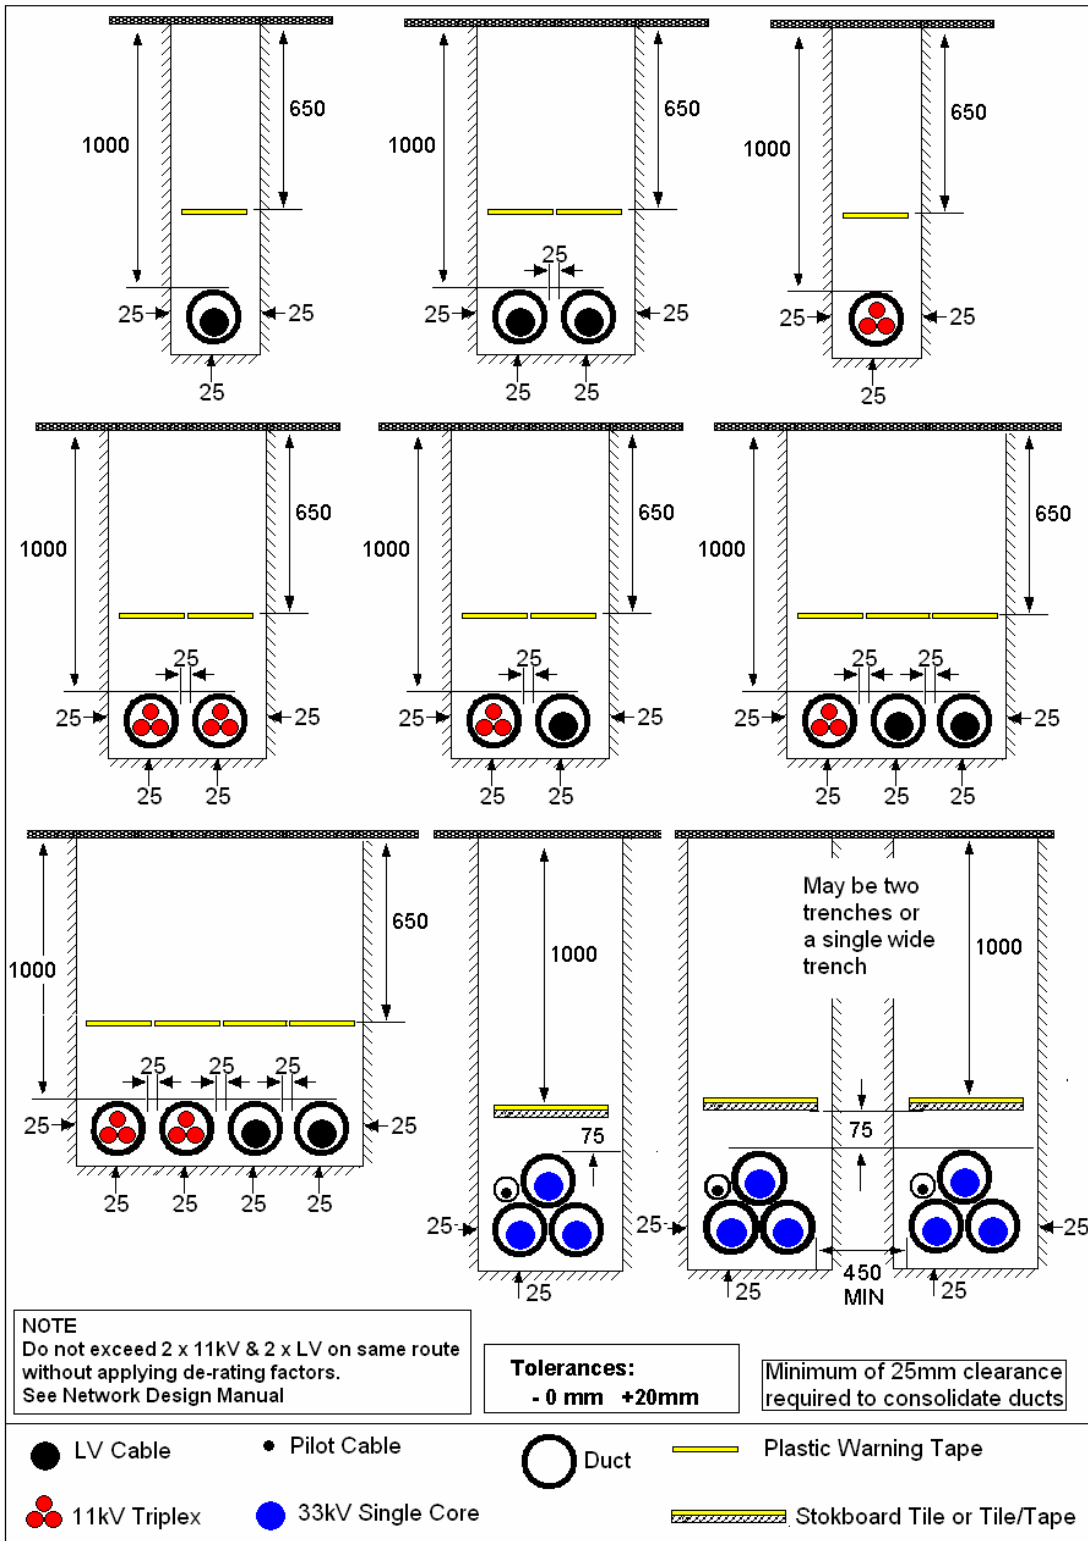 1000
650
25
25
25
1000
650
25
25
25
1000
650
25
25
25
1000
650
25
25
25
25
25
1000
650
25
25
25
1000
650
25
25
25
25
25
25
25
1000
650
25
25
25
25
25
25
25
25
25
1000
75
25
25
May be two
trenches or
a single wide
trench
1000
75
25
25
25
25
450
MIN
NOTE
Do not exceed 2 x 11kV & 2 x LV on same route
without applying de-rating factors.
See Network Design Manual
Tolerances:
- 0 mm +20mm
Minimum of 25mm clearance
required to consolidate ducts
LV Cable
Pilot Cable
Duct
Plastic Warning Tape
11kV Triplex
33kV Single Core
Stokboard Tile or Tile/Tape